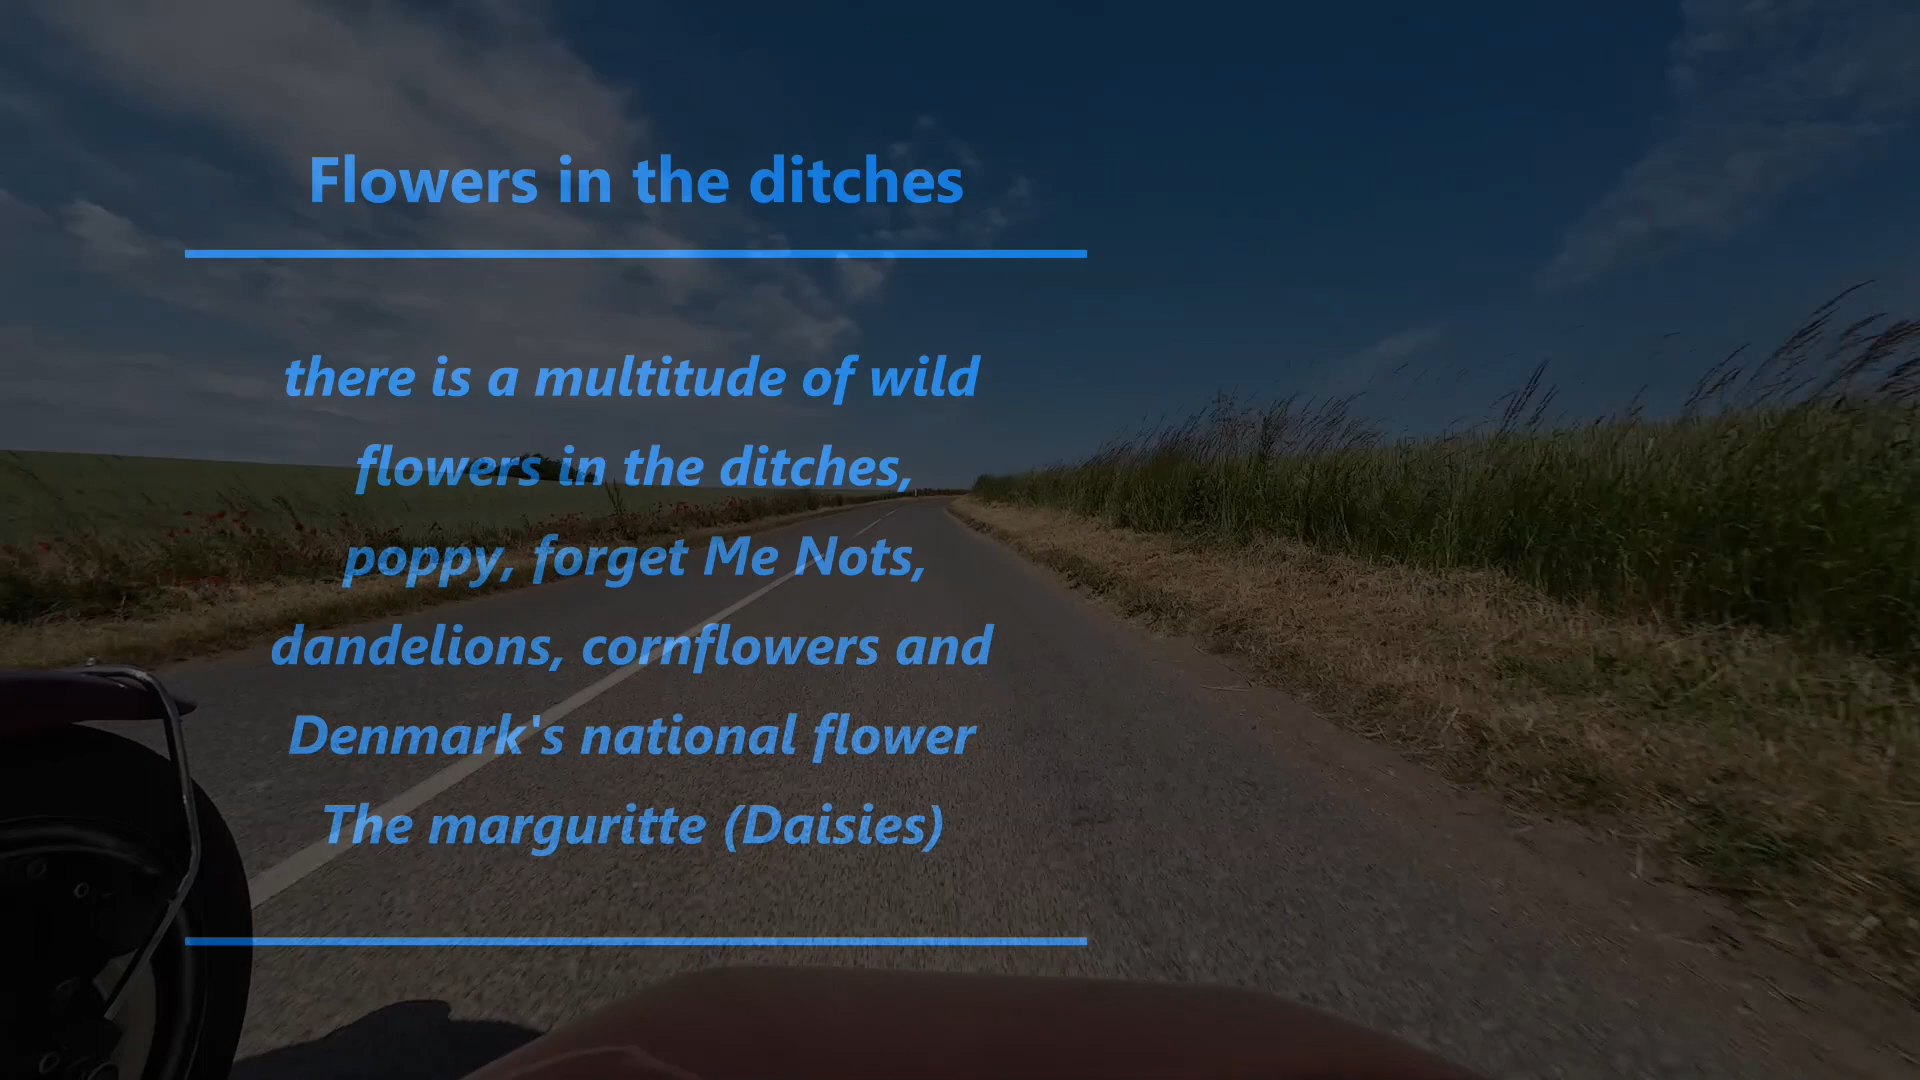 Flowers in the ditches
there is a multitude of wild
flowers in the ditches,
poppy, forget Me Nots,
dandelions, cornflowers and
Denmark's national flower
The marguritte (Daisies)